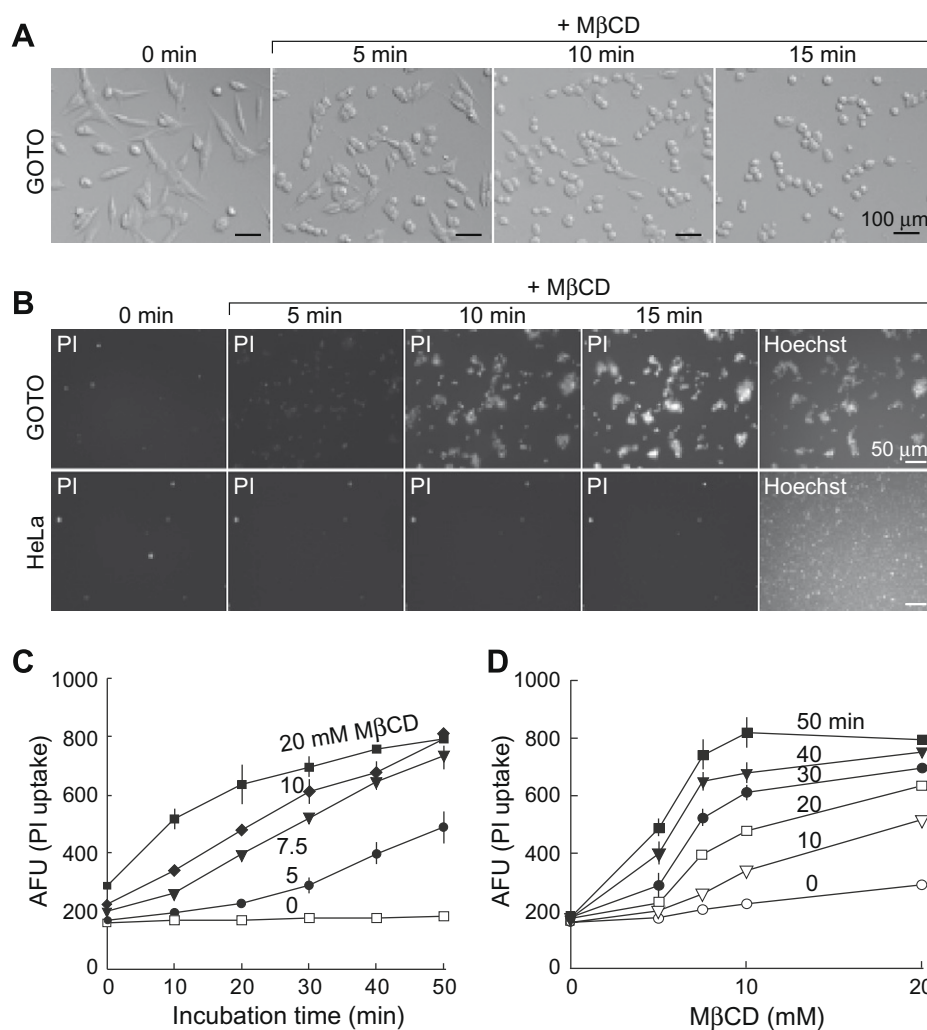 A
+ MβCD
0 min 5 min 10 min 15 min
GOTO
100 μm
B
+ MβCD
0 min 5 min 10 min 15 min
GOTO
PI PI PI PI Hoechst
50 μm
HeLa
PI PI PI PI Hoechst
C
AFU (PI uptake)
1000
800
600
400
200
0
20 mM MβCD
10
7.5
5
0
0 10 20 30 40 50
Incubation time (min)
D
AFU (PI uptake)
1000
800
600
400
200
0
50 min
40
30
20
10
0
0 10 20
MβCD (mM)